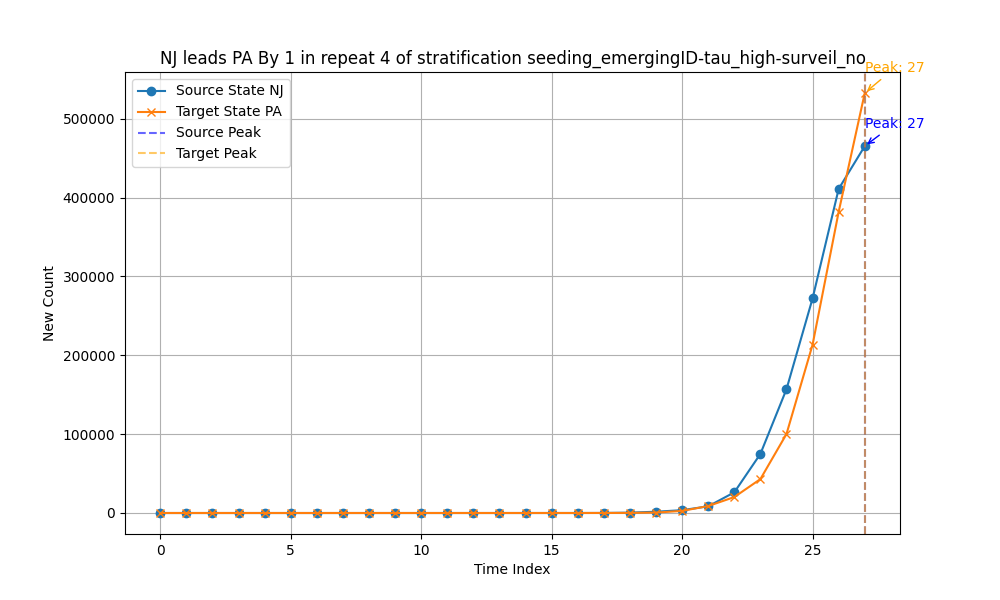 NJ leads PA By 1 in repeat 4 of stratification seeding_emergingID-tau_high-surveil_no
Peak: 27
Peak: 27
Source State NJ
Target State PA
Source Peak
Target Peak
New Count
500000
400000
300000
200000
100000
0
0 5 10 15 20 25
Time Index